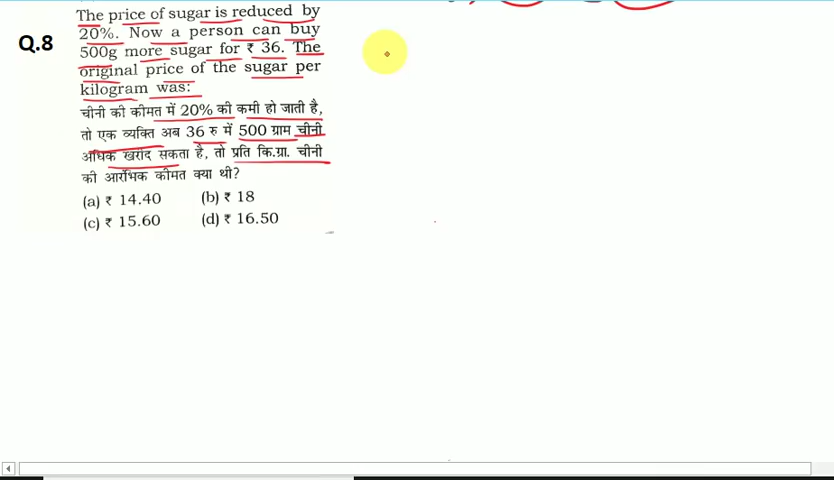 The price of sugar is reduced by
Q.8
20%. Now a person can buy
500g more sugar for ₹ 36. The
original price of the sugar per
kilogram was:
चीनी की कीमत में 20% की कमी हो जाती है,
तो एक व्यक्ति अब 36 रु में 500 ग्राम चीनी
अधिक खरीद सकता है, तो प्रति कि.ग्रा. चीनी
की आरंभिक कीमत क्या थी?
(a) ₹ 14.40 (b) ₹ 18
(c) ₹ 15.60 (d) ₹ 16.50